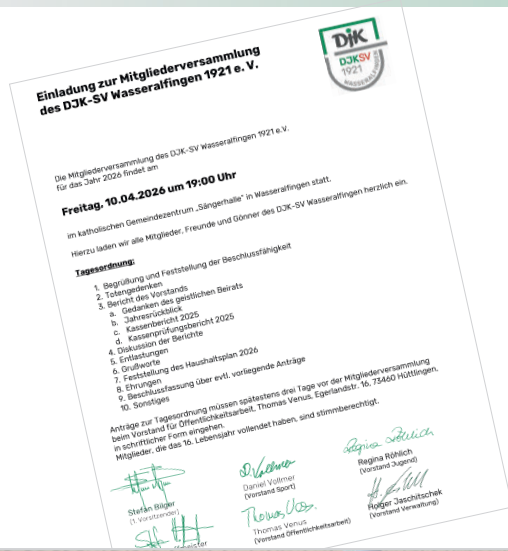 Einladung zur Mitgliederversammlung
des DJK-SV Wasseralfingen 1921 e. V.
DJK
DJKSV
1921
WASSERALFINGEN
Die Mitgliederversammlung des DJK-SV Wasseralfingen 1921 e.V.
für das Jahr 2026 findet am
Freitag, 10.04.2026 um 19:00 Uhr
im katholischen Gemeindezentrum „Sängerhalle" in Wasseralfingen statt.
Hierzu laden wir alle Mitglieder, Freunde und Gönner des DJK-SV Wasseralfingen herzlich ein.
Tagesordnung:
1. Begrüßung und Feststellung der Beschlussfähigkeit
2. Totengedenken
3. Bericht des Vorstands
a. Gedanken des geistlichen Beirats
b. Jahresrückblick
c. Kassenbericht 2025
d. Kassenprüfungsbericht 2025
4. Diskussion der Berichte
5. Entlastungen
6. Grußworte
7. Feststellung des Haushaltsplan 2026
8. Ehrungen
9. Beschlussfassung über evtl. vorliegende Anträge
10. Sonstiges
Anträge zur Tagesordnung müssen spätestens drei Tage vor der Mitgliederversammlung
beim Vorstand für Öffentlichkeitsarbeit, Thomas Venus, Egerlandstr. 16, 73460 Hüttlingen,
in schriftlicher Form eingehen.
Mitglieder, die das 16. Lebensjahr vollendet haben, sind stimmberechtigt.
D. Vollmer
Regina Röhlich
Stefan Bilger
(1. Vorsitzender)
Daniel Vollmer
(Vorstand Sport)
Regina Röhlich
(Vorstand Jugend)
Thomas Venus
(Vorstand Öffentlichkeitsarbeit)
Holger Jaschitschek
(Vorstand Verwaltung)